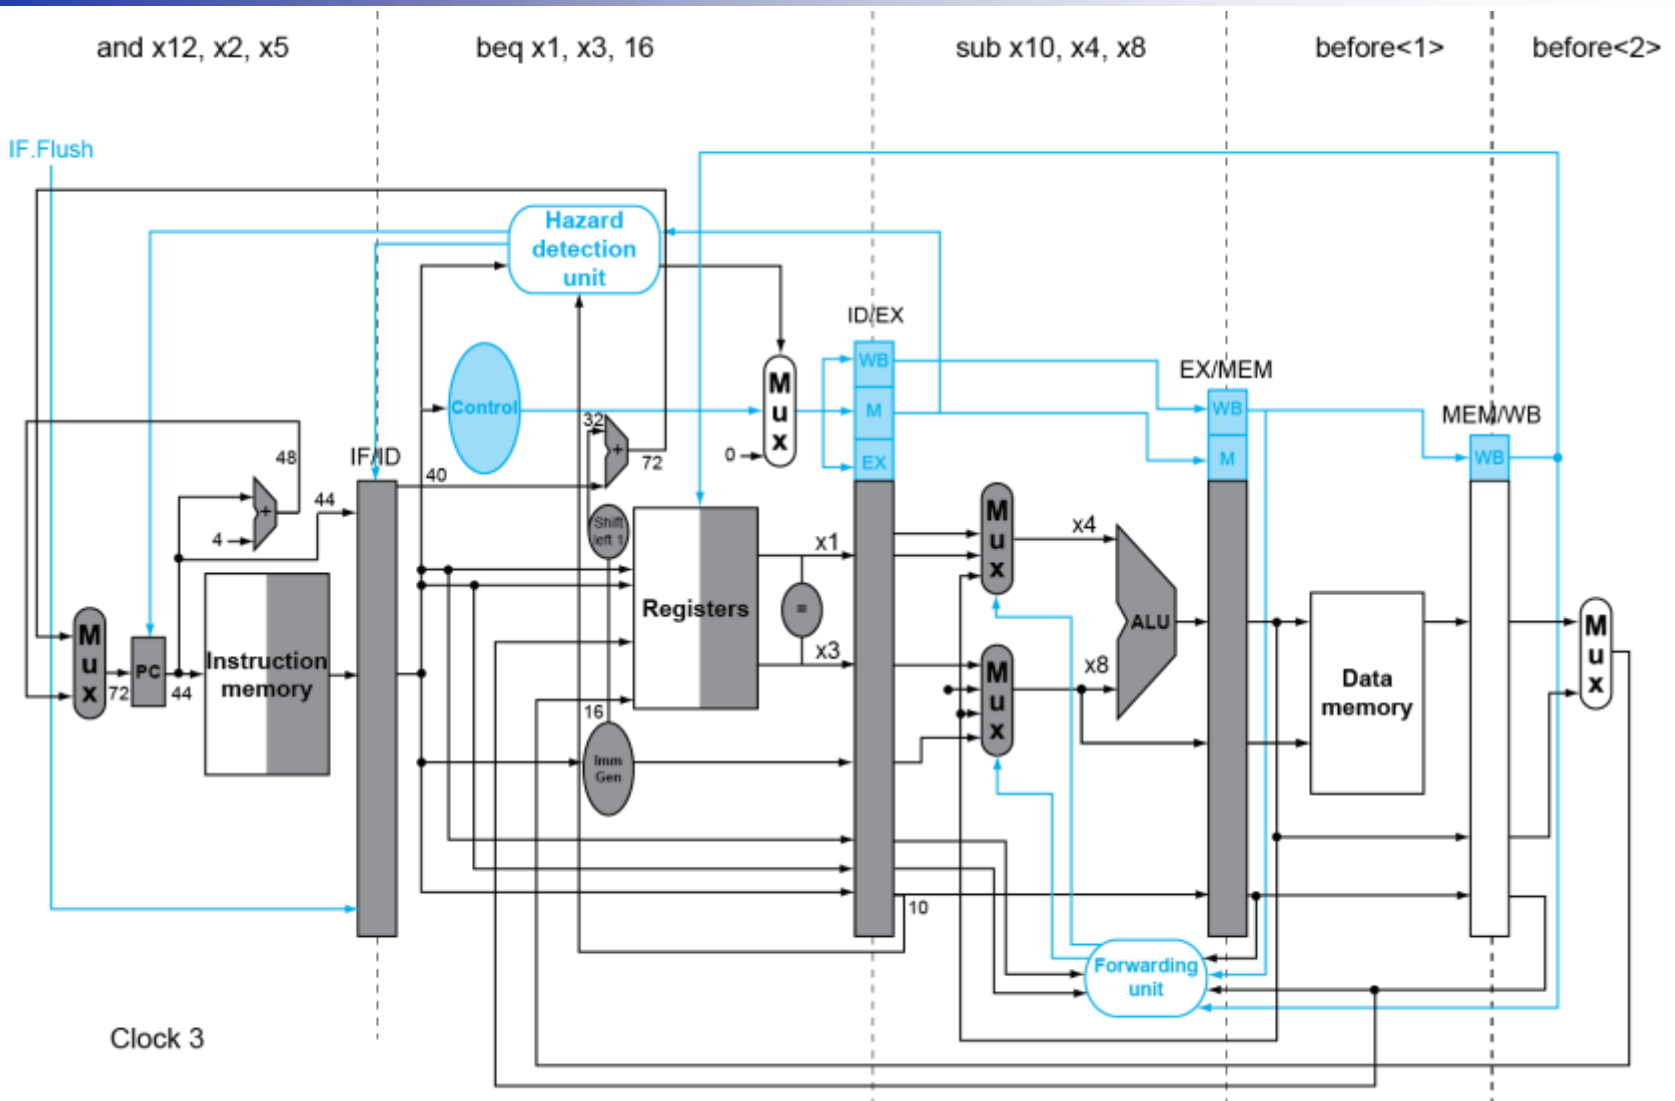 and x12, x2, x5
beq x1, x3, 16
sub x10, x4, x8
before<1>
before<2>
IF.Flush
Hazard
detection
unit
ID/EX
WB
M
EX
Control
M
u
x
0
32
+
72
EX/MEM
WB
M
MEM/WB
WB
48
IF/ID
40
44
+
4
Shift
left 1
Registers
x1
=
x3
M
u
x
x4
ALU
M
u
x
x8
M
u
x
72
PC
44
Instruction
memory
16
Imm
Gen
Data
memory
M
u
x
10
Forwarding
unit
Clock 3